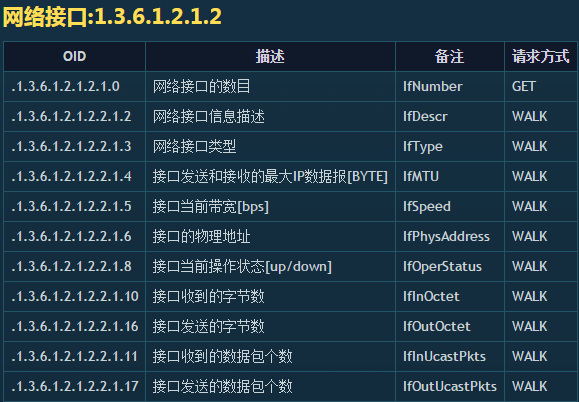 网络接口:1.3.6.1.2.1.2
OID 描述 备注 请求方式
.1.3.6.1.2.1.2.1.0 网络接口的数目 IfNumber GET
.1.3.6.1.2.1.2.2.1.2 网络接口信息描述 IfDescr WALK
.1.3.6.1.2.1.2.2.1.3 网络接口类型 IfType WALK
.1.3.6.1.2.1.2.2.1.4 接口发送和接收的最大IP数据报[BYTE] IfMTU WALK
.1.3.6.1.2.1.2.2.1.5 接口当前带宽[bps] IfSpeed WALK
.1.3.6.1.2.1.2.2.1.6 接口的物理地址 IfPhysAddress WALK
.1.3.6.1.2.1.2.2.1.8 接口当前操作状态[up/down] IfOperStatus WALK
.1.3.6.1.2.1.2.2.1.10 接口收到的字节数 IfInOctet WALK
.1.3.6.1.2.1.2.2.1.16 接口发送的字节数 IfOutOctet WALK
.1.3.6.1.2.1.2.2.1.11 接口收到的数据包个数 IfInUcastPkts WALK
.1.3.6.1.2.1.2.2.1.17 接口发送的数据包个数 IfOutUcastPkts WALK